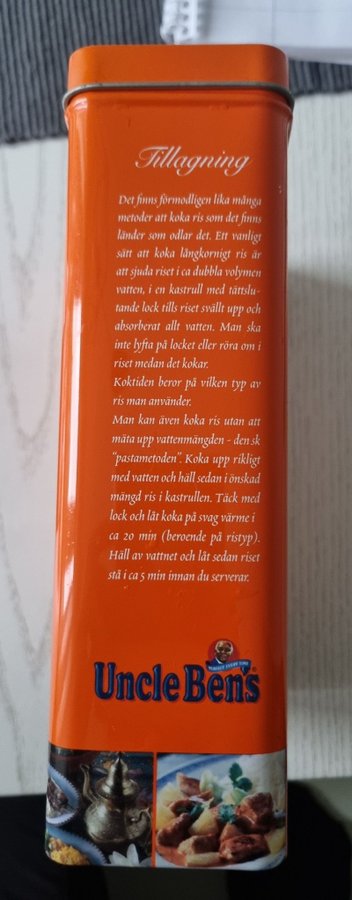 Tillagning
Det finns förmodligen lika många
metoder att koka ris som det finns
länder som odlar det. Ett vanligt
sätt att koka långkornigt ris är
att sjuda riset i ca dubbla volymen
vatten, i en kastrull med tättslu-
tande lock tills riset svällt upp och
absorberar allt vatten. Man ska
inte lyfta på locket eller röra om i
riset medan det kokar.
Koktiden beror på vilken typ av
ris man använder.
Man kan även koka ris utan att
mäta upp vattenmängden - den sk
"pastametoden". Koka upp rikligt
med vatten och häll sedan i önskad
mängd ris i kastrullen. Täck med
lock och låt koka på svag värme i
ca 20 min (beroende på ristyp).
Häll av vattnet och låt sedan riset
stå i ca 5 min innan du serverar.
PERFECT EVERY TIME
Uncle Ben's®